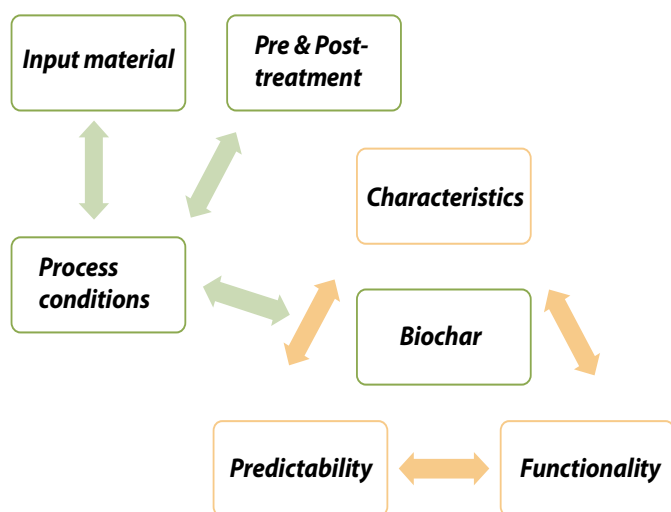 Input material
Pre & Post-
treatment
Characteristics
Process
conditions
Biochar
Predictability
Functionality